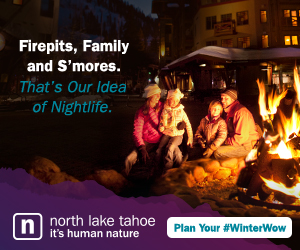 Firepits, Family
and S'mores.
That's Our Idea
of Nightlife.
n
north lake tahoe
it's human nature
Plan Your #WinterWow